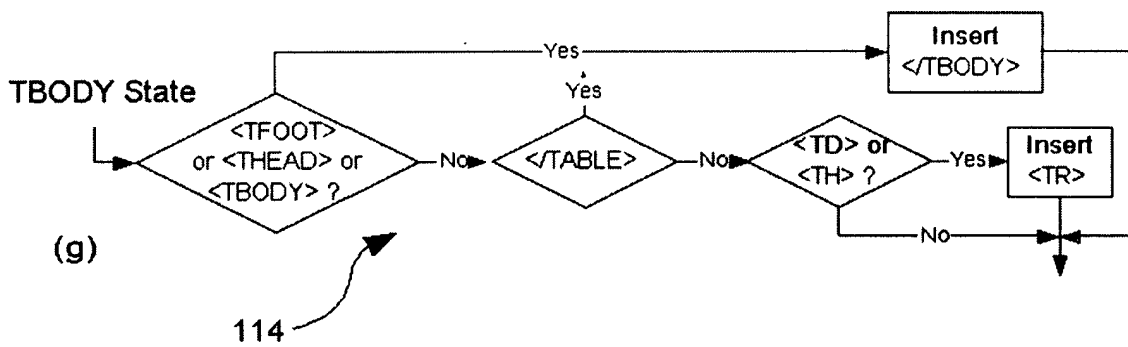 Yes
Insert
</TBODY>
TBODY State
Yes
<TFOOT>
or <THEAD> or
<TBODY> ?
No
</TABLE>
No
<TD> or
<TH> ?
Yes
Insert
<TR>
No
(g)
114